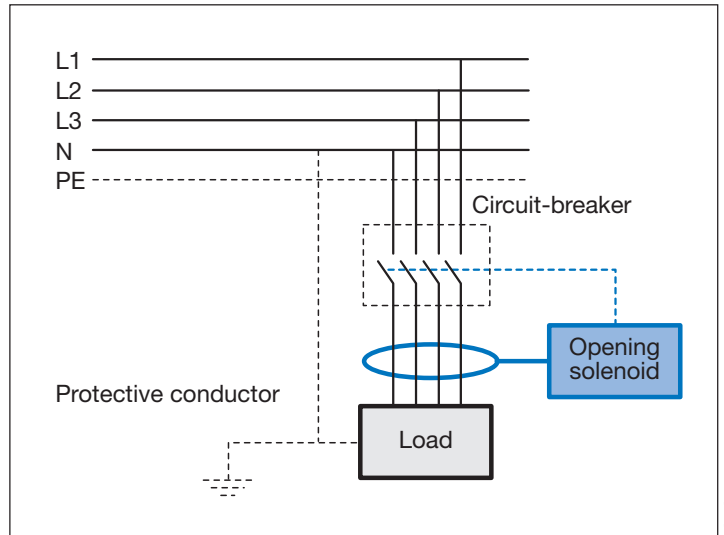 L1
L2
L3
N
PE
Circuit-breaker
Opening
solenoid
Protective conductor
Load